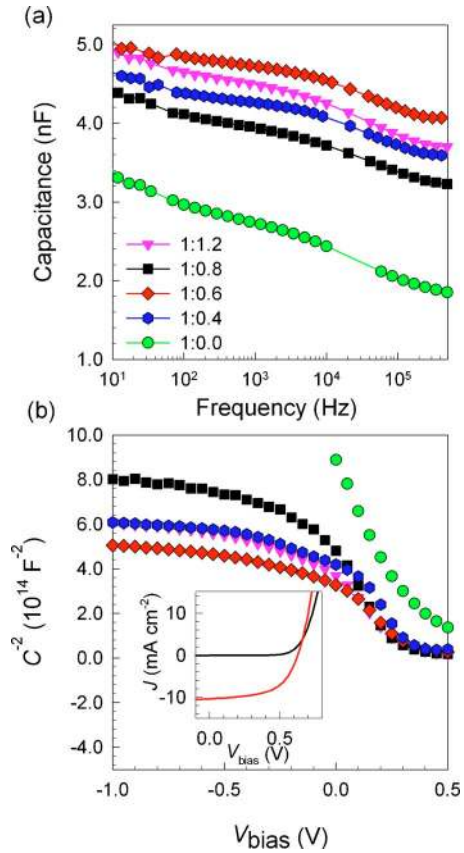 (a)
5.0
4.0
3.0
2.0
1.0
Capacitance (nF)
1:1.2
1:0.8
1:0.6
1:0.4
1:0.0
10¹ 10² 10³ 10⁴ 10⁵
Frequency (Hz)
(b)
10.0
8.0
6.0
4.0
2.0
0.0
-2.0
-4.0
C⁻² (10¹⁴ F⁻²)
10
0
-10
J (mA cm⁻²)
0.0 0.5
V_bias (V)
-1.0 -0.5 0.0 0.5
V_bias (V)